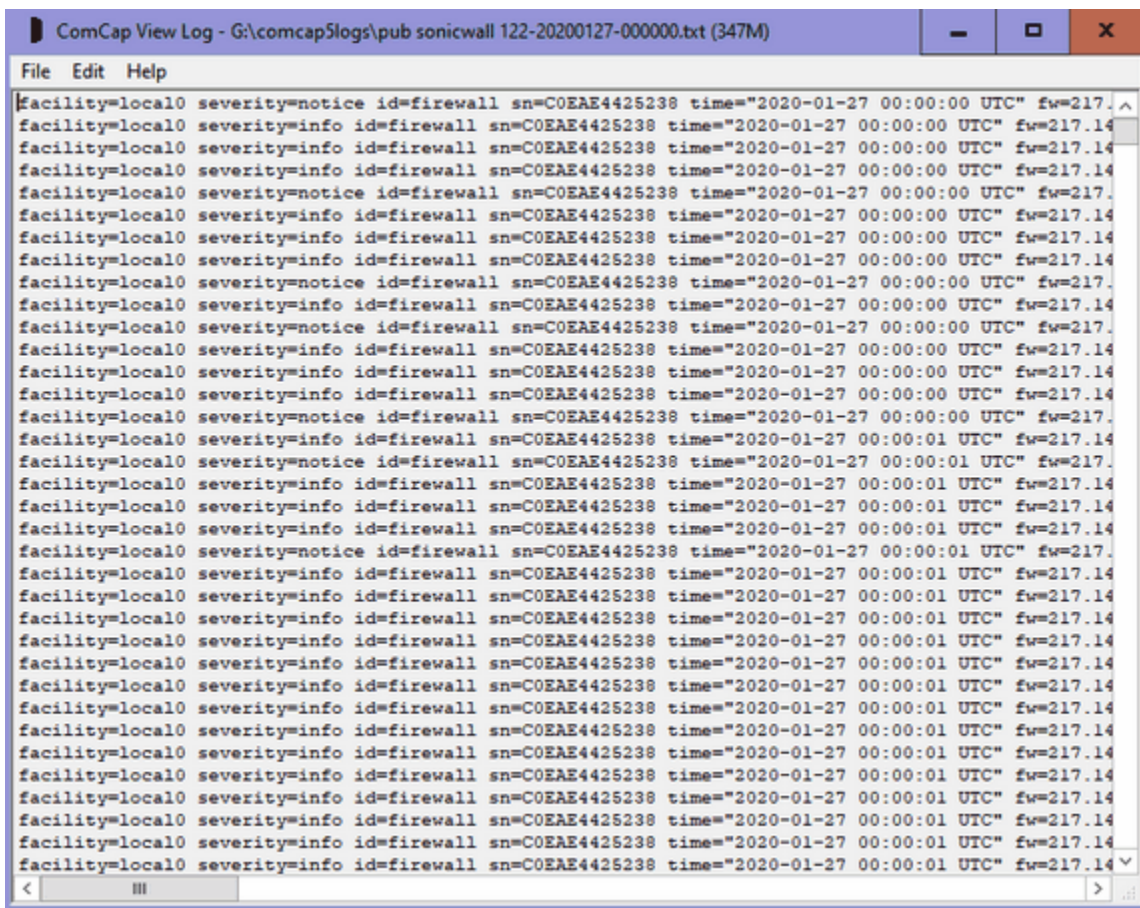 ComCap View Log - G:\comcap5logs\pub sonicwall 122-20200127-000000.txt (347M)
File Edit Help
facility=local0 severity=notice id=firewall sn=C0EAE4425238 time="2020-01-27 00:00:00 UTC" fw=217.
facility=local0 severity=info id=firewall sn=C0EAE4425238 time="2020-01-27 00:00:00 UTC" fw=217.14
facility=local0 severity=info id=firewall sn=C0EAE4425238 time="2020-01-27 00:00:00 UTC" fw=217.14
facility=local0 severity=info id=firewall sn=C0EAE4425238 time="2020-01-27 00:00:00 UTC" fw=217.14
facility=local0 severity=notice id=firewall sn=C0EAE4425238 time="2020-01-27 00:00:00 UTC" fw=217.
facility=local0 severity=info id=firewall sn=C0EAE4425238 time="2020-01-27 00:00:00 UTC" fw=217.14
facility=local0 severity=info id=firewall sn=C0EAE4425238 time="2020-01-27 00:00:00 UTC" fw=217.14
facility=local0 severity=info id=firewall sn=C0EAE4425238 time="2020-01-27 00:00:00 UTC" fw=217.14
facility=local0 severity=notice id=firewall sn=C0EAE4425238 time="2020-01-27 00:00:00 UTC" fw=217.
facility=local0 severity=info id=firewall sn=C0EAE4425238 time="2020-01-27 00:00:00 UTC" fw=217.14
facility=local0 severity=notice id=firewall sn=C0EAE4425238 time="2020-01-27 00:00:00 UTC" fw=217.
facility=local0 severity=info id=firewall sn=C0EAE4425238 time="2020-01-27 00:00:00 UTC" fw=217.14
facility=local0 severity=info id=firewall sn=C0EAE4425238 time="2020-01-27 00:00:00 UTC" fw=217.14
facility=local0 severity=info id=firewall sn=C0EAE4425238 time="2020-01-27 00:00:00 UTC" fw=217.14
facility=local0 severity=notice id=firewall sn=C0EAE4425238 time="2020-01-27 00:00:00 UTC" fw=217.
facility=local0 severity=info id=firewall sn=C0EAE4425238 time="2020-01-27 00:00:01 UTC" fw=217.14
facility=local0 severity=notice id=firewall sn=C0EAE4425238 time="2020-01-27 00:00:01 UTC" fw=217.
facility=local0 severity=info id=firewall sn=C0EAE4425238 time="2020-01-27 00:00:01 UTC" fw=217.14
facility=local0 severity=info id=firewall sn=C0EAE4425238 time="2020-01-27 00:00:01 UTC" fw=217.14
facility=local0 severity=info id=firewall sn=C0EAE4425238 time="2020-01-27 00:00:01 UTC" fw=217.14
facility=local0 severity=notice id=firewall sn=C0EAE4425238 time="2020-01-27 00:00:01 UTC" fw=217.
facility=local0 severity=info id=firewall sn=C0EAE4425238 time="2020-01-27 00:00:01 UTC" fw=217.14
facility=local0 severity=info id=firewall sn=C0EAE4425238 time="2020-01-27 00:00:01 UTC" fw=217.14
facility=local0 severity=info id=firewall sn=C0EAE4425238 time="2020-01-27 00:00:01 UTC" fw=217.14
facility=local0 severity=info id=firewall sn=C0EAE4425238 time="2020-01-27 00:00:01 UTC" fw=217.14
facility=local0 severity=info id=firewall sn=C0EAE4425238 time="2020-01-27 00:00:01 UTC" fw=217.14
facility=local0 severity=info id=firewall sn=C0EAE4425238 time="2020-01-27 00:00:01 UTC" fw=217.14
facility=local0 severity=info id=firewall sn=C0EAE4425238 time="2020-01-27 00:00:01 UTC" fw=217.14
facility=local0 severity=info id=firewall sn=C0EAE4425238 time="2020-01-27 00:00:01 UTC" fw=217.14
facility=local0 severity=info id=firewall sn=C0EAE4425238 time="2020-01-27 00:00:01 UTC" fw=217.14
facility=local0 severity=info id=firewall sn=C0EAE4425238 time="2020-01-27 00:00:01 UTC" fw=217.14
facility=local0 severity=info id=firewall sn=C0EAE4425238 time="2020-01-27 00:00:01 UTC" fw=217.14
facility=local0 severity=info id=firewall sn=C0EAE4425238 time="2020-01-27 00:00:01 UTC" fw=217.14
facility=local0 severity=info id=firewall sn=C0EAE4425238 time="2020-01-27 00:00:01 UTC" fw=217.14
facility=local0 severity=info id=firewall sn=C0EAE4425238 time="2020-01-27 00:00:01 UTC" fw=217.14